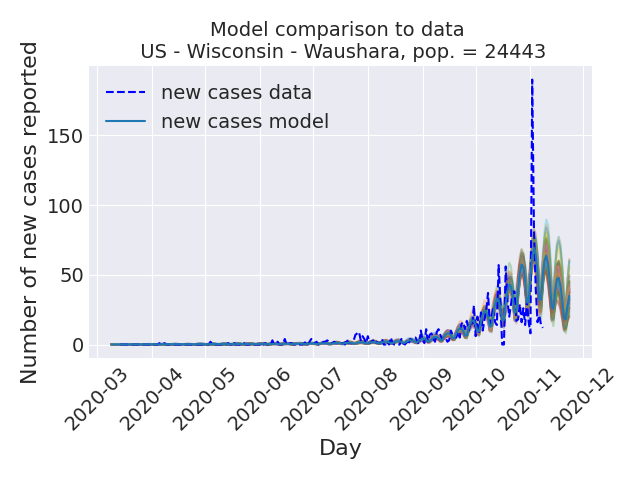 Model comparison to data
US - Wisconsin - Waushara, pop. = 24443
Number of new cases reported
new cases data
new cases model
150
100
50
0
2020-03
2020-04
2020-05
2020-06
2020-07
2020-08
2020-09
2020-10
2020-11
2020-12
Day